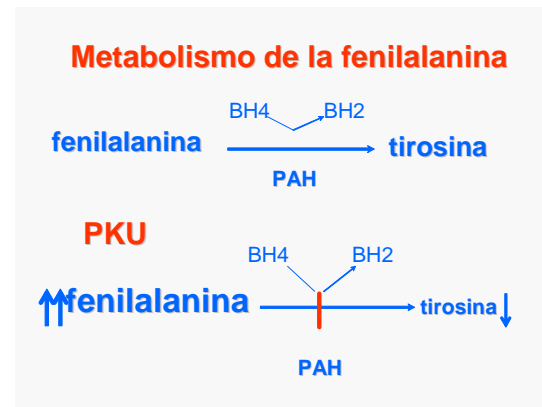 Metabolismo de la fenilalanina
BH4 BH2
fenilalanina tirosina
PAH
PKU
BH4 BH2
fenilalanina tirosina
PAH